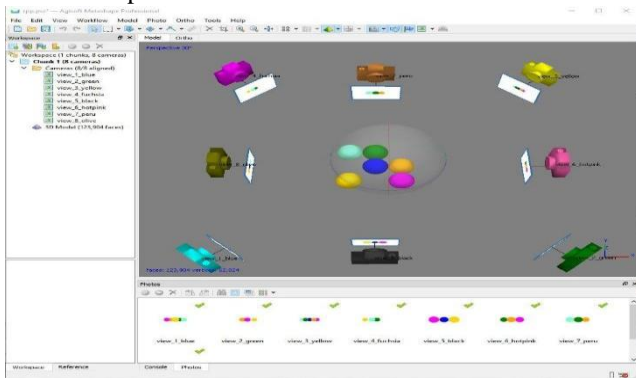 Agisoft Metashape Professional
File Edit View Workflow Model Photo Ortho Tools Help
Workspace
Model Ortho
Workspace (1 chunks, 8 cameras)
Perspective 30°
Chunk 1 (8 cameras)
Cameras (8/8 aligned)
view_1_blue
view_2_green
view_3_yellow
view_4_fuchsia
view_5_black
view_6_hotpink
view_7_peru
view_8_olive
3D Model (123,904 faces)
Photos
view_1_blue view_2_green view_3_yellow view_4_fuchsia view_5_black view_6_hotpink view_7_peru
Workspace Reference Console Photos